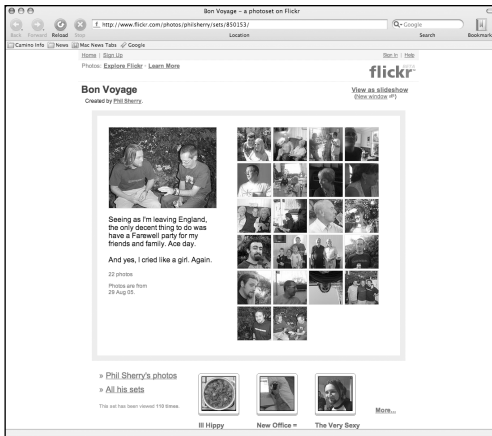 Bon Voyage – a photoset on Flickr
http://www.flickr.com/photos/philsherry/sets/850153/
Google
Back Forward Reload Stop Location Search Bookmark
Camino Info News Mac News Tabs Google
Home | Sign Up
Sign In | Help
Photos: Explore Flickr · Learn More
flickr BETA
Bon Voyage
Created by Phil Sherry.
View as slideshow
(New window)
Seeing as I'm leaving England,
the only decent thing to do was
have a Farewell party for my
friends and family. Ace day.
And yes, I cried like a girl. Again.
22 photos
Photos are from
29 Aug 05.
» Phil Sherry's photos
» All his sets
This set has been viewed 110 times.
More...
Ill Hippy
New Office =
The Very Sexy